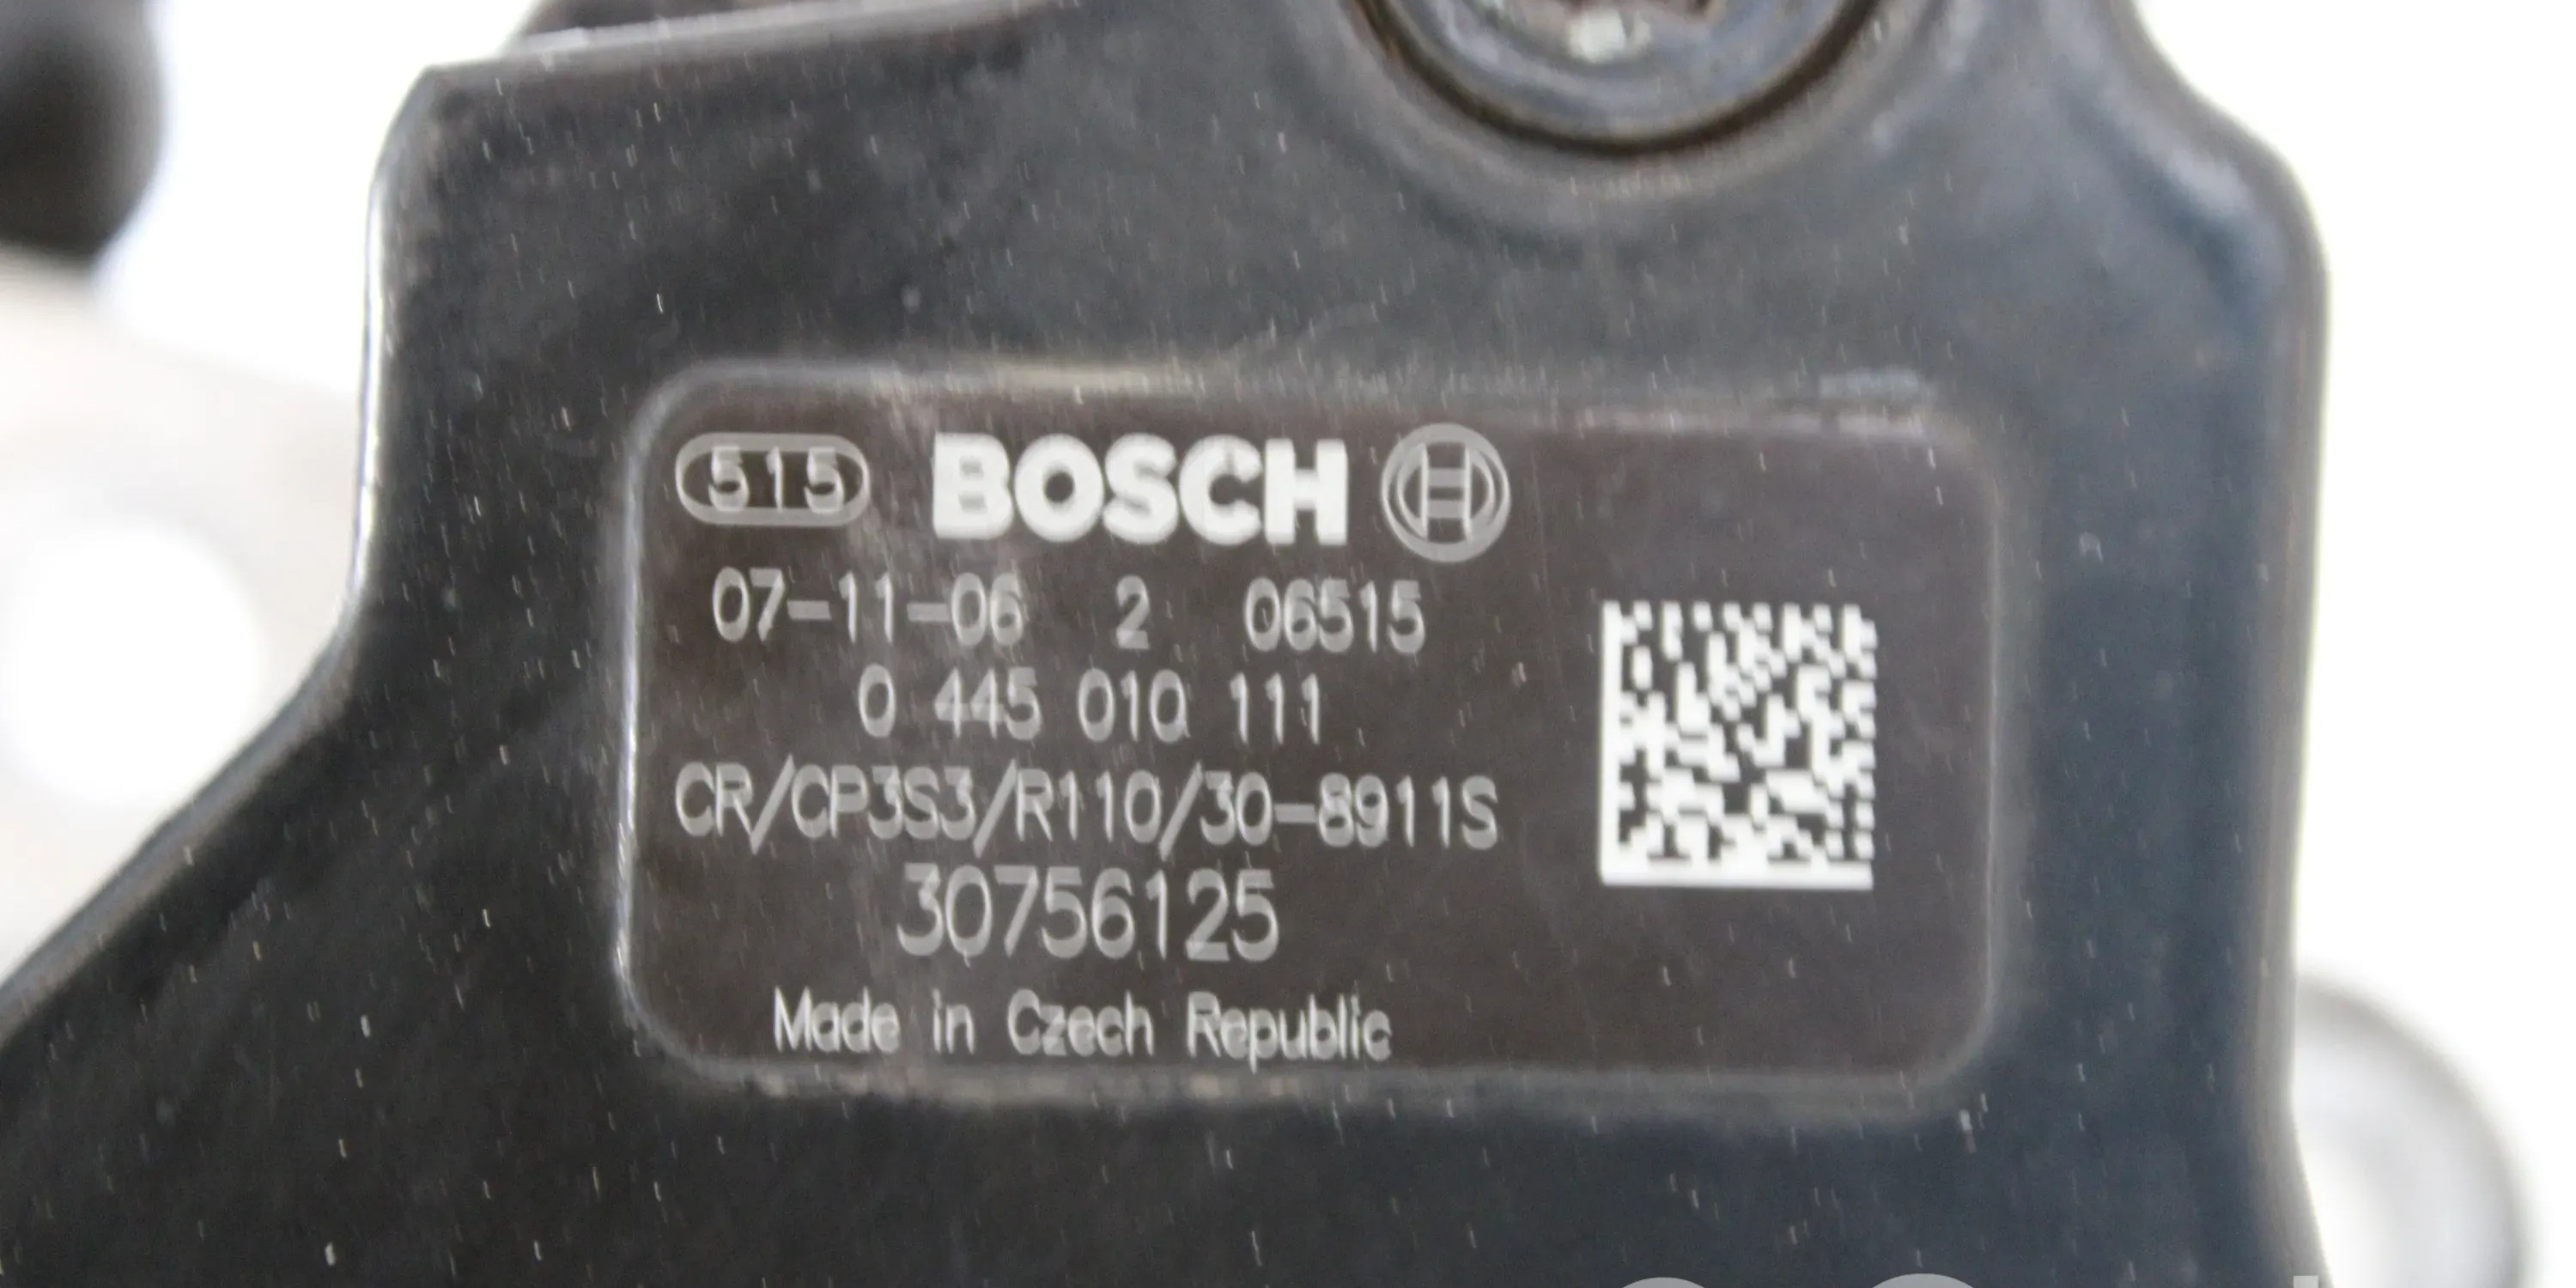 515 BOSCH
07-11-06 2 06515
0 445 010 111
CR/CP3S3/R110/30-8911S
30756125
Made in Czech Republic